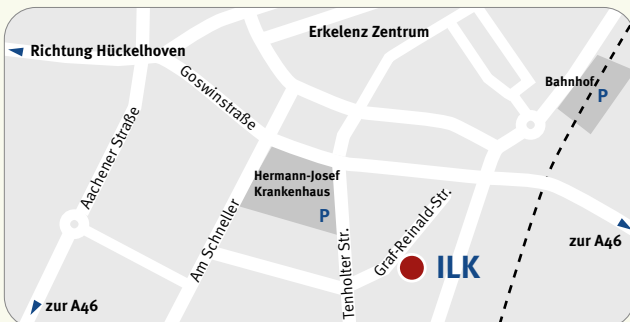 Erkelenz Zentrum
Richtung Hückelhoven
Bahnhof
P
Goswinstraße
Aachener Straße
Hermann-Josef
Krankenhaus
P
Am Schneller
Tenholter Str.
Graf-Reinald-Str.
ILK
zur A46
zur A46